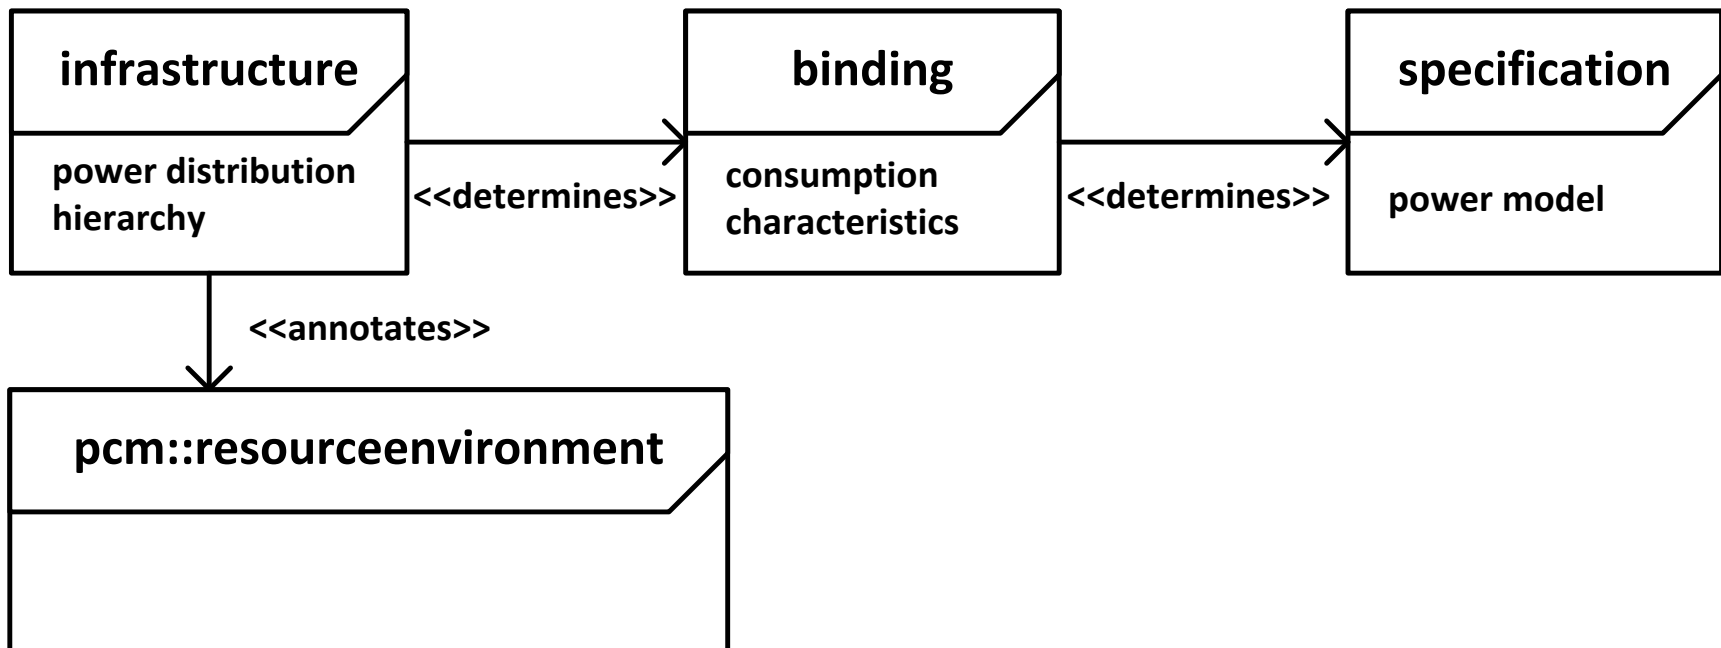 infrastructure
power distribution
hierarchy
<<determines>>
binding
consumption
characteristics
<<determines>>
specification
power model
<<annotates>>
pcm::resourceenvironment